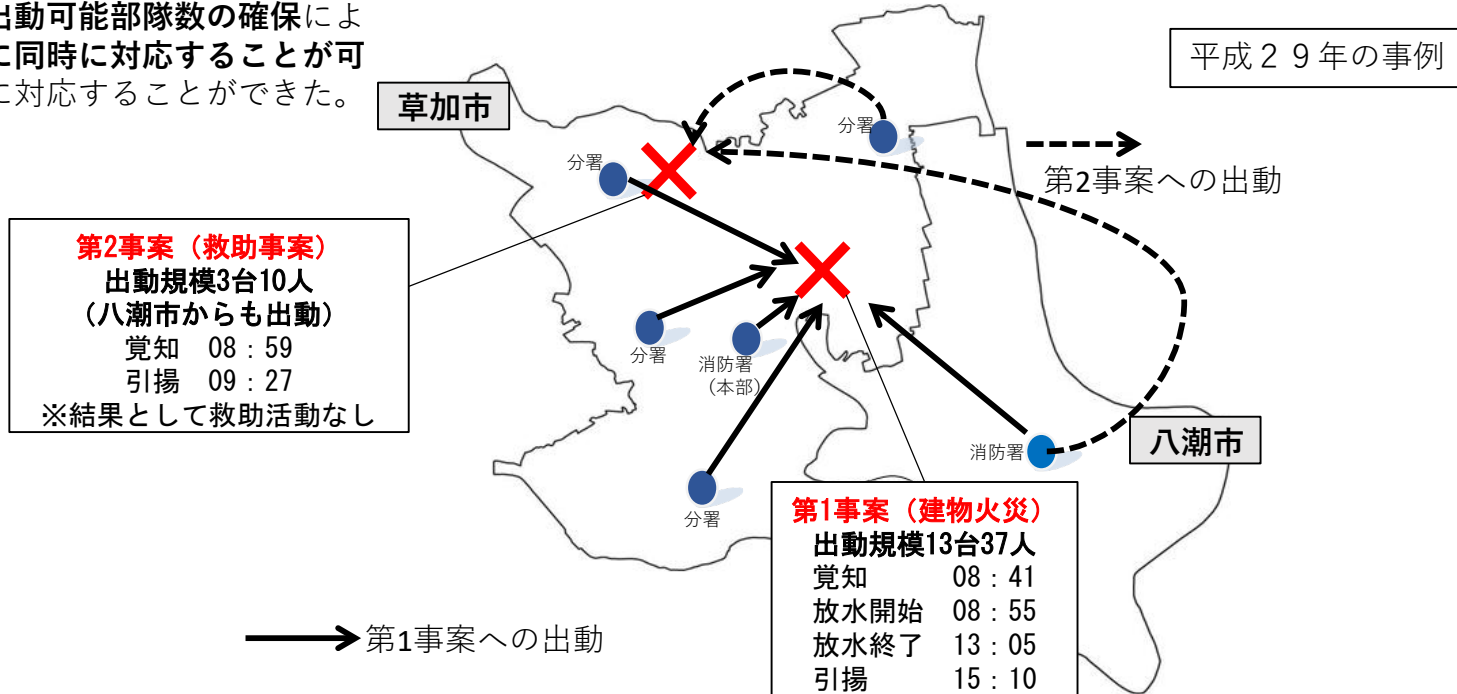 出動可能部隊数の確保によ
に同時に対応することが可
に対応することができた。
平成２９年の事例
草加市
分署
分署
第2事案への出動
第2事案（救助事案）
出動規模3台10人
（八潮市からも出動）
覚知　08：59
引揚　09：27
※結果として救助活動なし
分署
消防署
（本部）
消防署
八潮市
分署
第1事案（建物火災）
出動規模13台37人
覚知　08：41
放水開始　08：55
放水終了　13：05
引揚　15：10
第1事案への出動